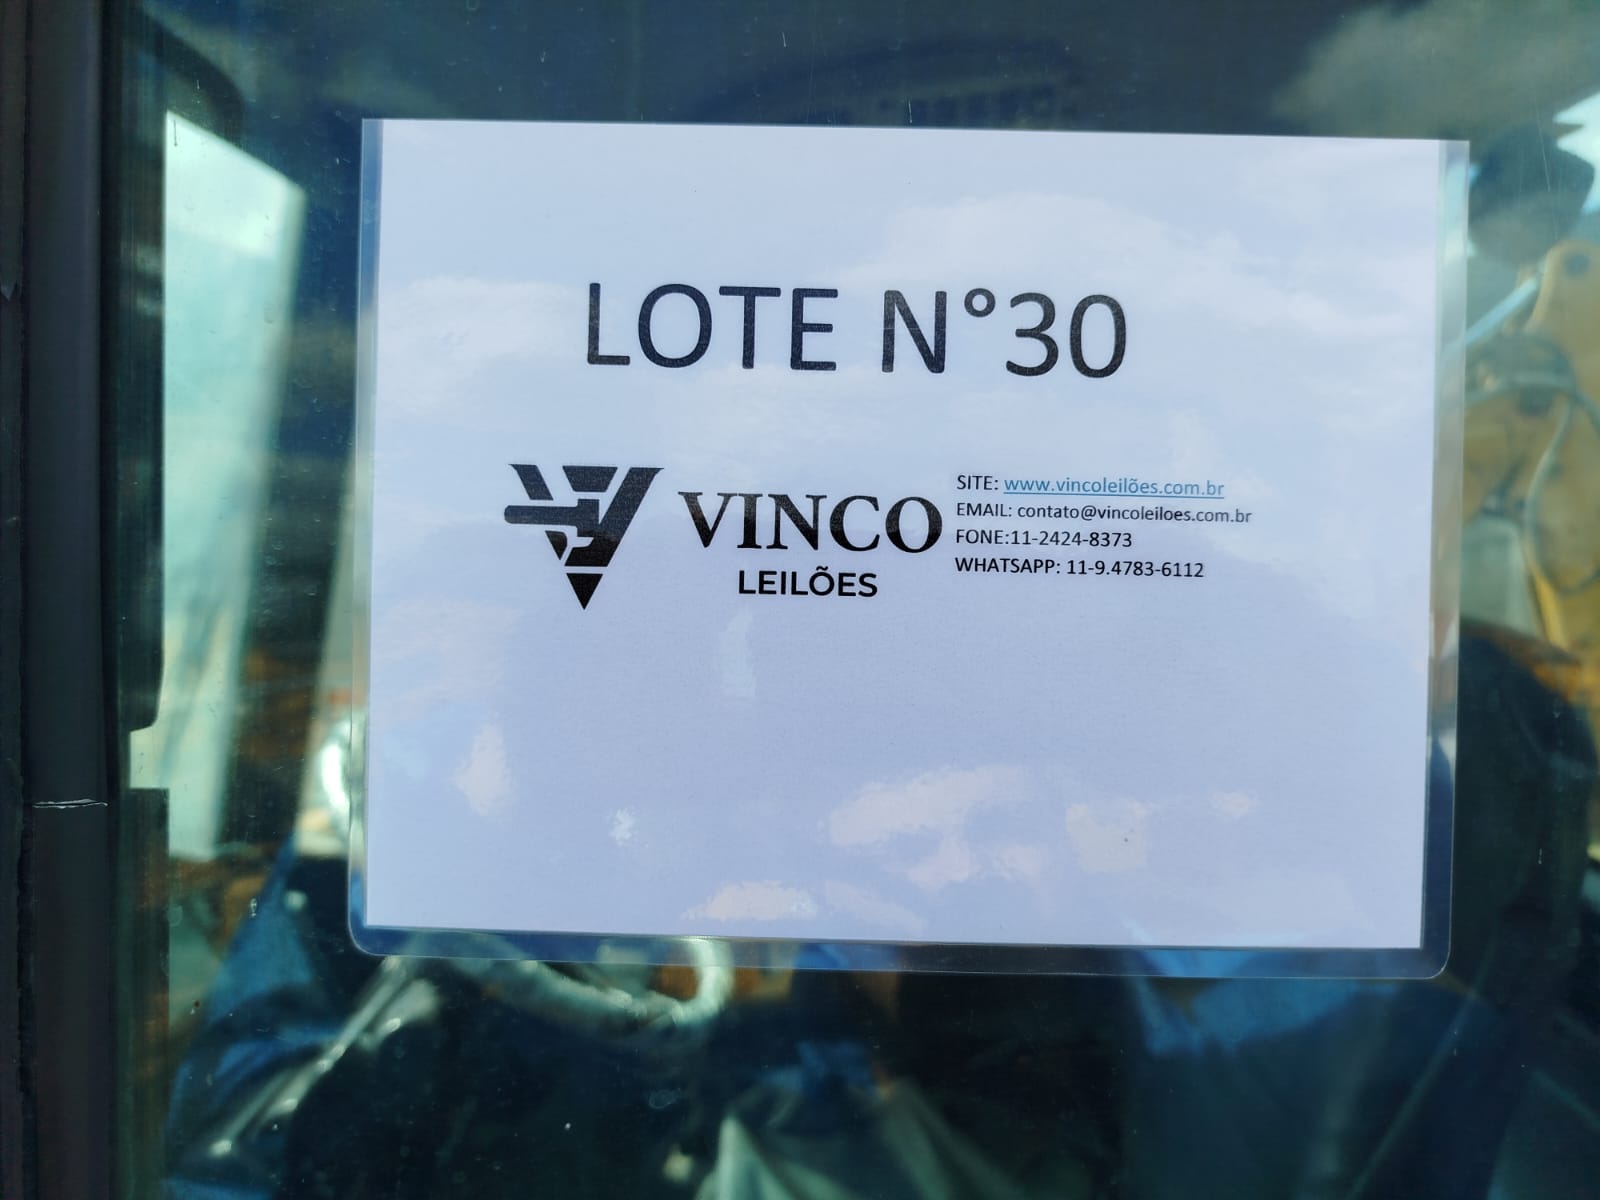 LOTE N°30
VINCO
LEILÕES
SITE: www.vincoleilões.com.br
EMAIL: contato@vincoleiloes.com.br
FONE:11-2424-8373
WHATSAPP: 11-9.4783-6112